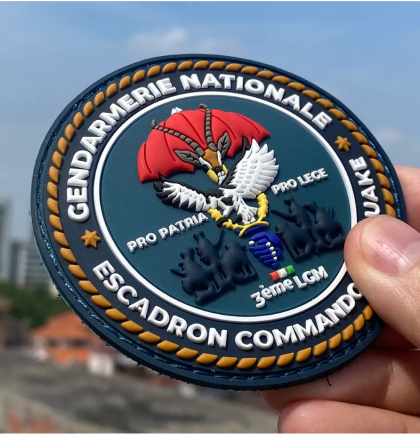 GENDARMERIE NATIONALE
PRO PATRIA
PRO LEGE
3ème LGM
ESCADRON COMMANDO